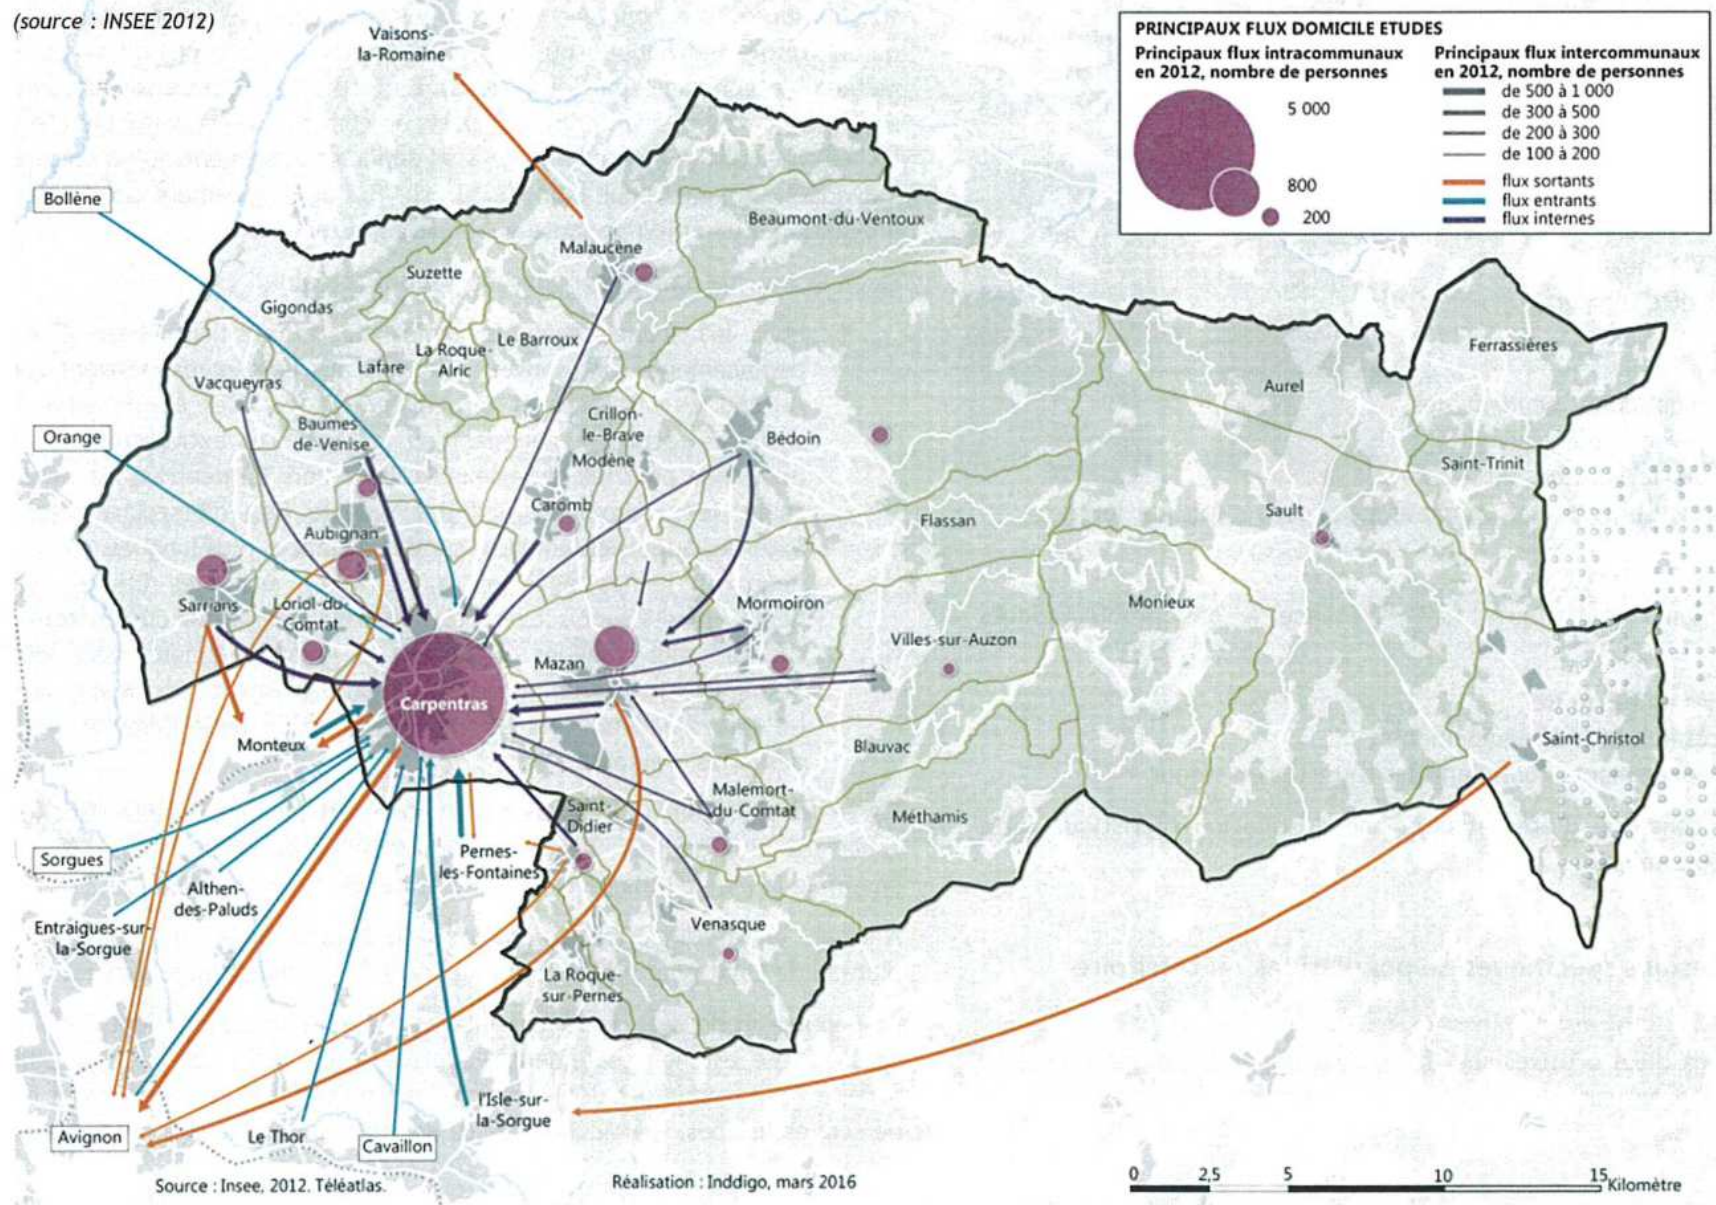 (source : INSEE 2012)
PRINCIPAUX FLUX DOMICILE ETUDES
Principaux flux intracommunaux
en 2012, nombre de personnes
5 000
800
200
Principaux flux intercommunaux
en 2012, nombre de personnes
de 500 à 1 000
de 300 à 500
de 200 à 300
de 100 à 200
flux sortants
flux entrants
flux internes
Vaisons-
la-Romaine
Bollène
Beaumont-du-Ventoux
Malaucène
Suzette
Gigondas
Le Barroux
La Roque-
Alric
Lafare
Ferrassières
Vacqueyras
Aurel
Crillon-
le-Brave
Baumes-
de-Venise
Orange
Bédoin
Modène
Saint-Trinit
Caromb
Sault
Flassan
Aubignan
Sarrians
Loriol-du-
Comtat
Mormoiron
Monieux
Villes-sur-Auzon
Mazan
Carpentras
Monteux
Blauvac
Saint-Christol
Malemort-
du-Comtat
Saint-
Didier
Méthamis
Sorgues
Pernes-
les-Fontaines
Althen-
des-Paluds
Entraigues-sur-
la-Sorgue
Venasque
La Roque-
sur-Pernes
l'Isle-sur-
la-Sorgue
Avignon
Le Thor
Cavaillon
Source : Insee, 2012. Téléatlas.
Réalisation : Inddigo, mars 2016
0 2,5 5 10 15
Kilomètre